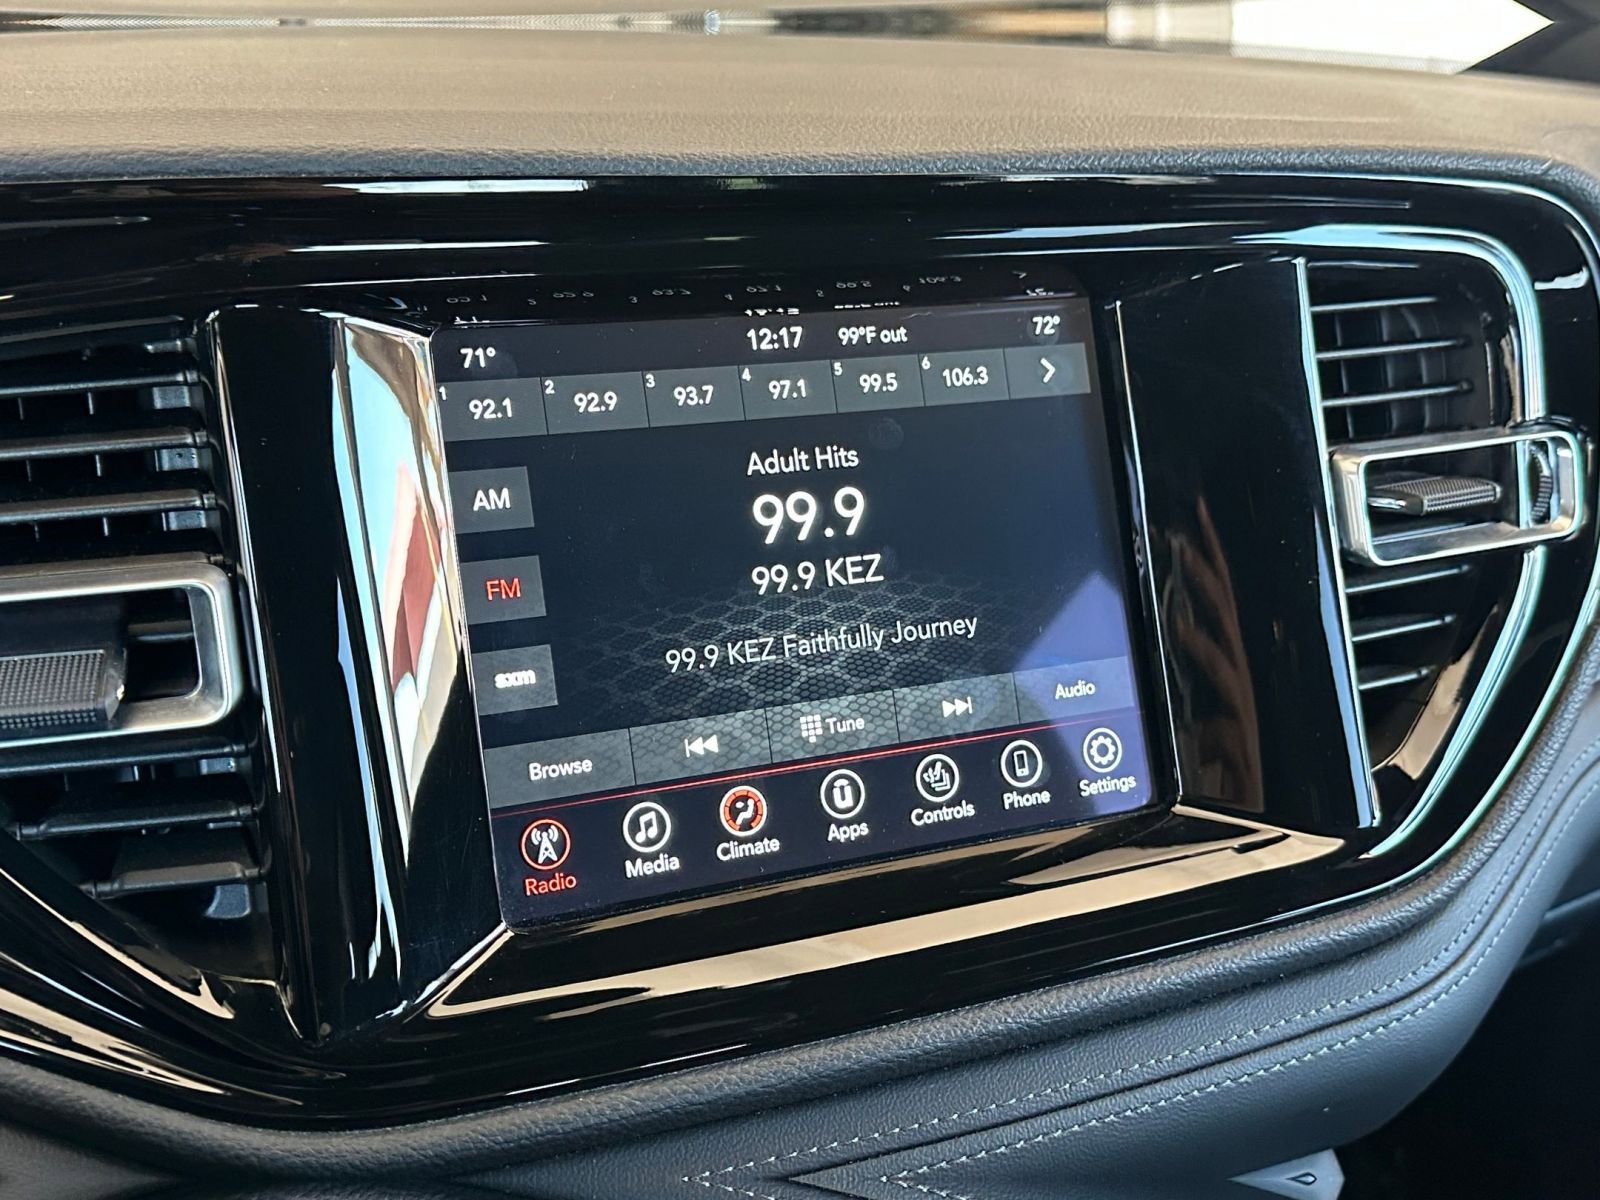 71° 12:17 99°F out 72°
1 92.1 2 92.9 3 93.7 4 97.1 5 99.5 6 106.3
Adult Hits
AM
99.9
FM
99.9 KEZ
99.9 KEZ Faithfully Journey
sxm
Browse Tune Audio
Radio Media Climate Apps Controls Phone Settings